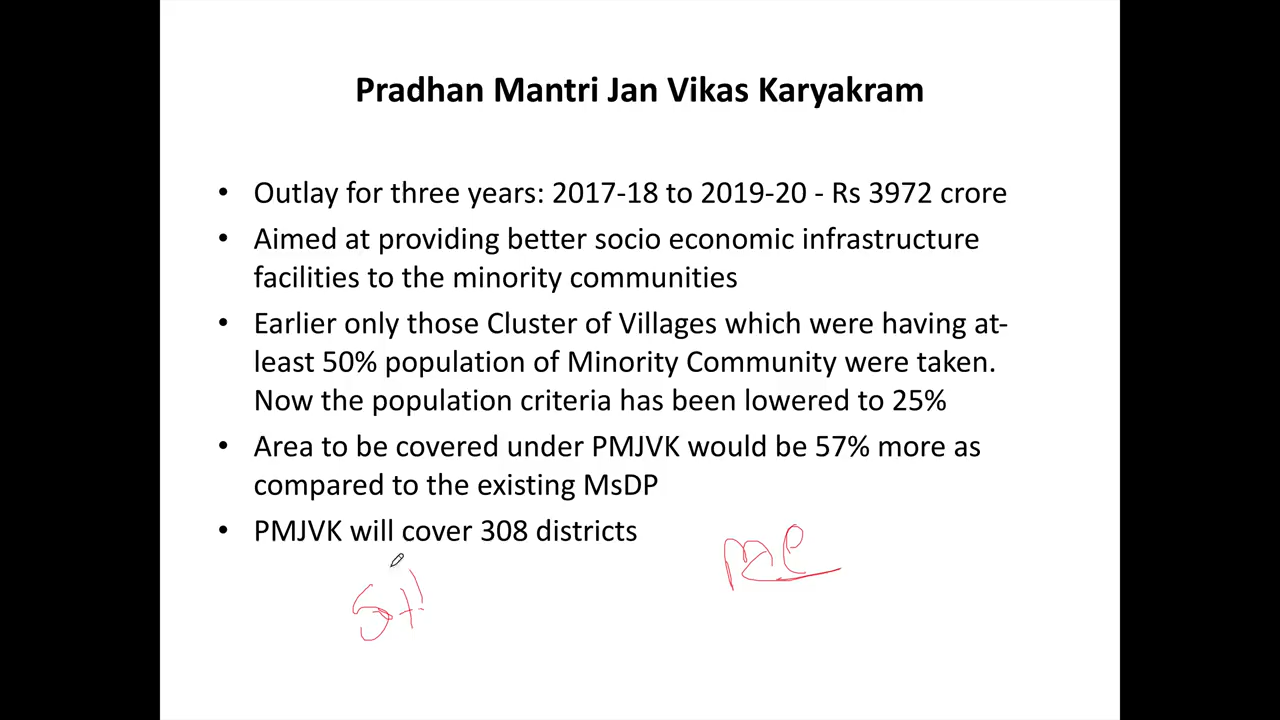 Pradhan Mantri Jan Vikas Karyakram
• Outlay for three years: 2017-18 to 2019-20 - Rs 3972 crore
• Aimed at providing better socio economic infrastructure
facilities to the minority communities
• Earlier only those Cluster of Villages which were having at-
least 50% population of Minority Community were taken.
Now the population criteria has been lowered to 25%
• Area to be covered under PMJVK would be 57% more as
compared to the existing MsDP
• PMJVK will cover 308 districts